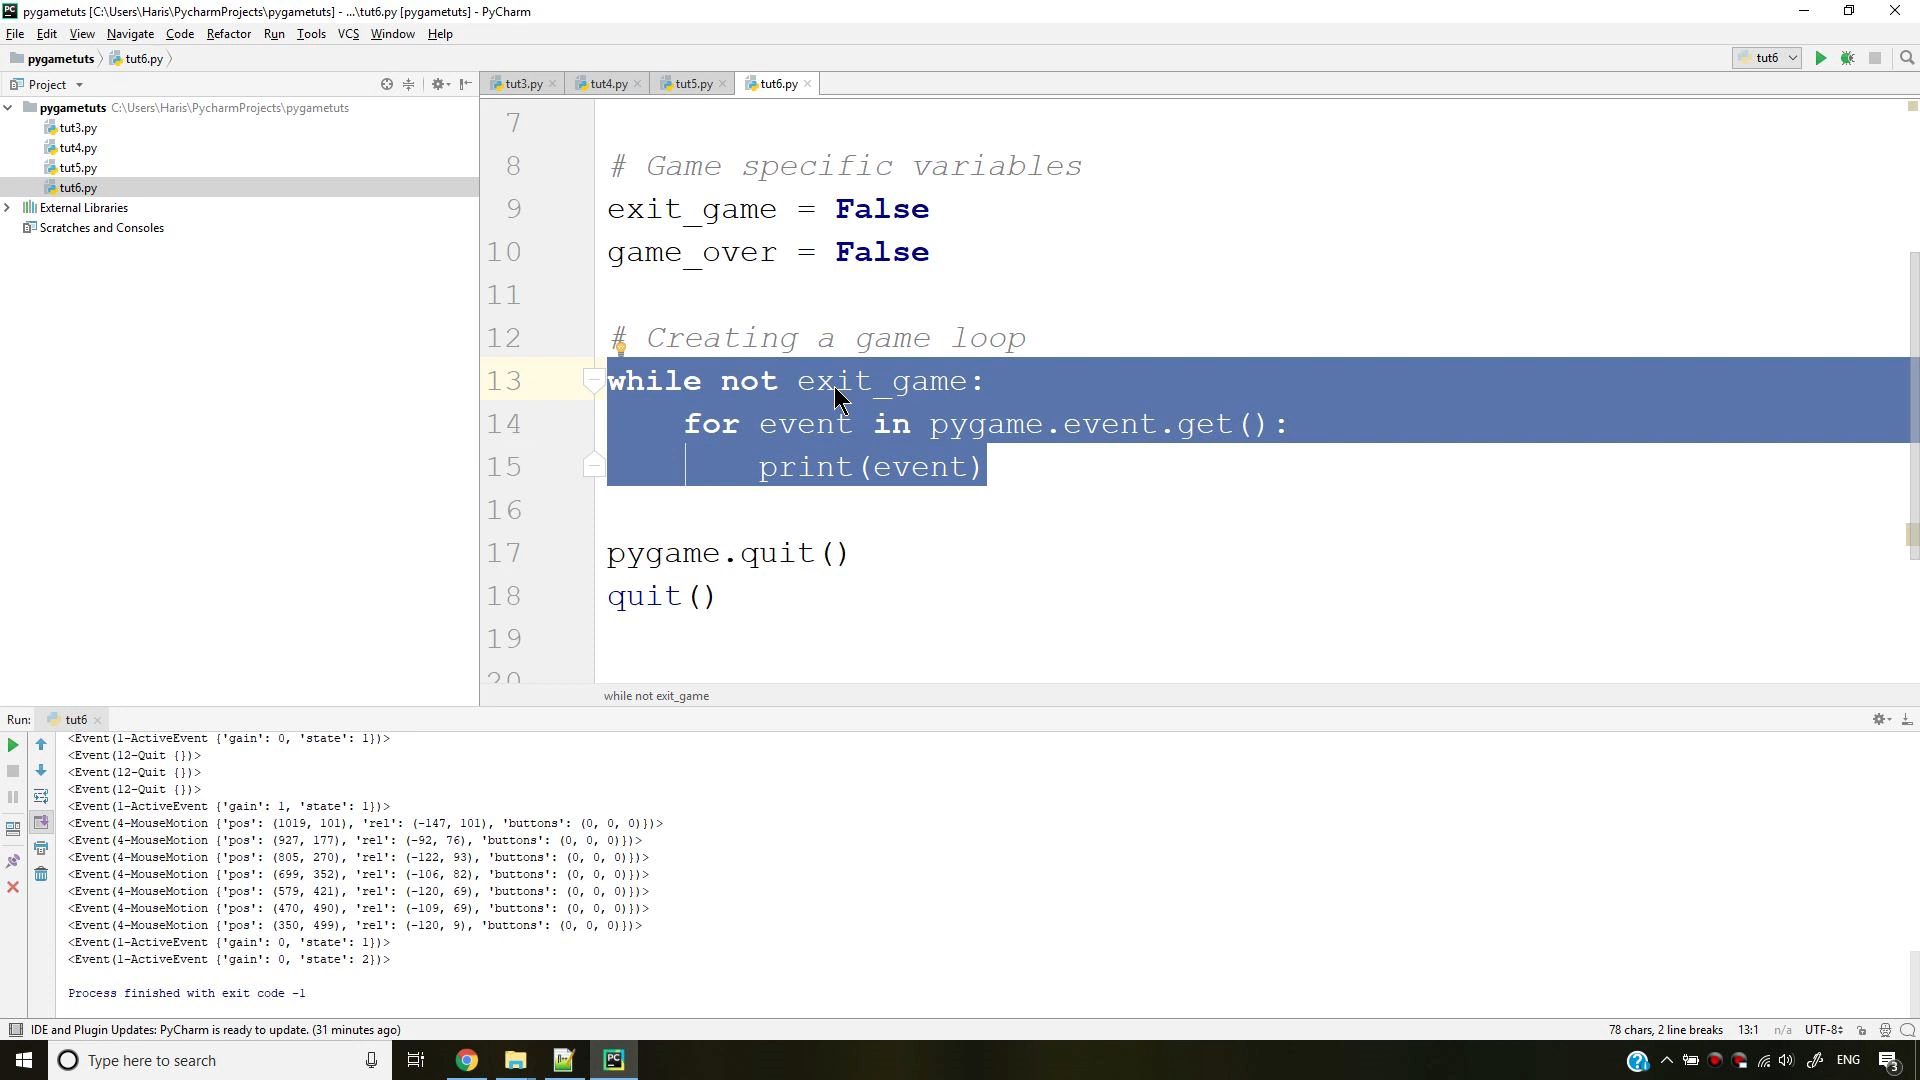 pygametuts [C:\Users\Haris\PycharmProjects\pygametuts] - ...\tut6.py [pygametuts] - PyCharm
File Edit View Navigate Code Refactor Run Tools VCS Window Help
pygametuts tut6.py tut6
Project tut3.py tut4.py tut5.py tut6.py
pygametuts C:\Users\Haris\PycharmProjects\pygametuts
tut3.py
tut4.py
tut5.py
tut6.py
External Libraries
Scratches and Consoles
7
8 # Game specific variables
9 exit_game = False
10 game_over = False
11
12 # Creating a game loop
13 while not exit_game:
14 for event in pygame.event.get():
15 print(event)
16
17 pygame.quit()
18 quit()
19
20
while not exit_game
Run: tut6
<Event(1-ActiveEvent {'gain': 0, 'state': 1})>
<Event(12-Quit {})>
<Event(12-Quit {})>
<Event(12-Quit {})>
<Event(1-ActiveEvent {'gain': 1, 'state': 1})>
<Event(4-MouseMotion {'pos': (1019, 101), 'rel': (-147, 101), 'buttons': (0, 0, 0)})>
<Event(4-MouseMotion {'pos': (927, 177), 'rel': (-92, 76), 'buttons': (0, 0, 0)})>
<Event(4-MouseMotion {'pos': (805, 270), 'rel': (-122, 93), 'buttons': (0, 0, 0)})>
<Event(4-MouseMotion {'pos': (699, 352), 'rel': (-106, 82), 'buttons': (0, 0, 0)})>
<Event(4-MouseMotion {'pos': (579, 421), 'rel': (-120, 69), 'buttons': (0, 0, 0)})>
<Event(4-MouseMotion {'pos': (470, 490), 'rel': (-109, 69), 'buttons': (0, 0, 0)})>
<Event(4-MouseMotion {'pos': (350, 499), 'rel': (-120, 9), 'buttons': (0, 0, 0)})>
<Event(1-ActiveEvent {'gain': 0, 'state': 1})>
<Event(1-ActiveEvent {'gain': 0, 'state': 2})>
Process finished with exit code -1
IDE and Plugin Updates: PyCharm is ready to update. (31 minutes ago) 78 chars, 2 line breaks 13:1 n/a UTF-8
Type here to search ENG 3